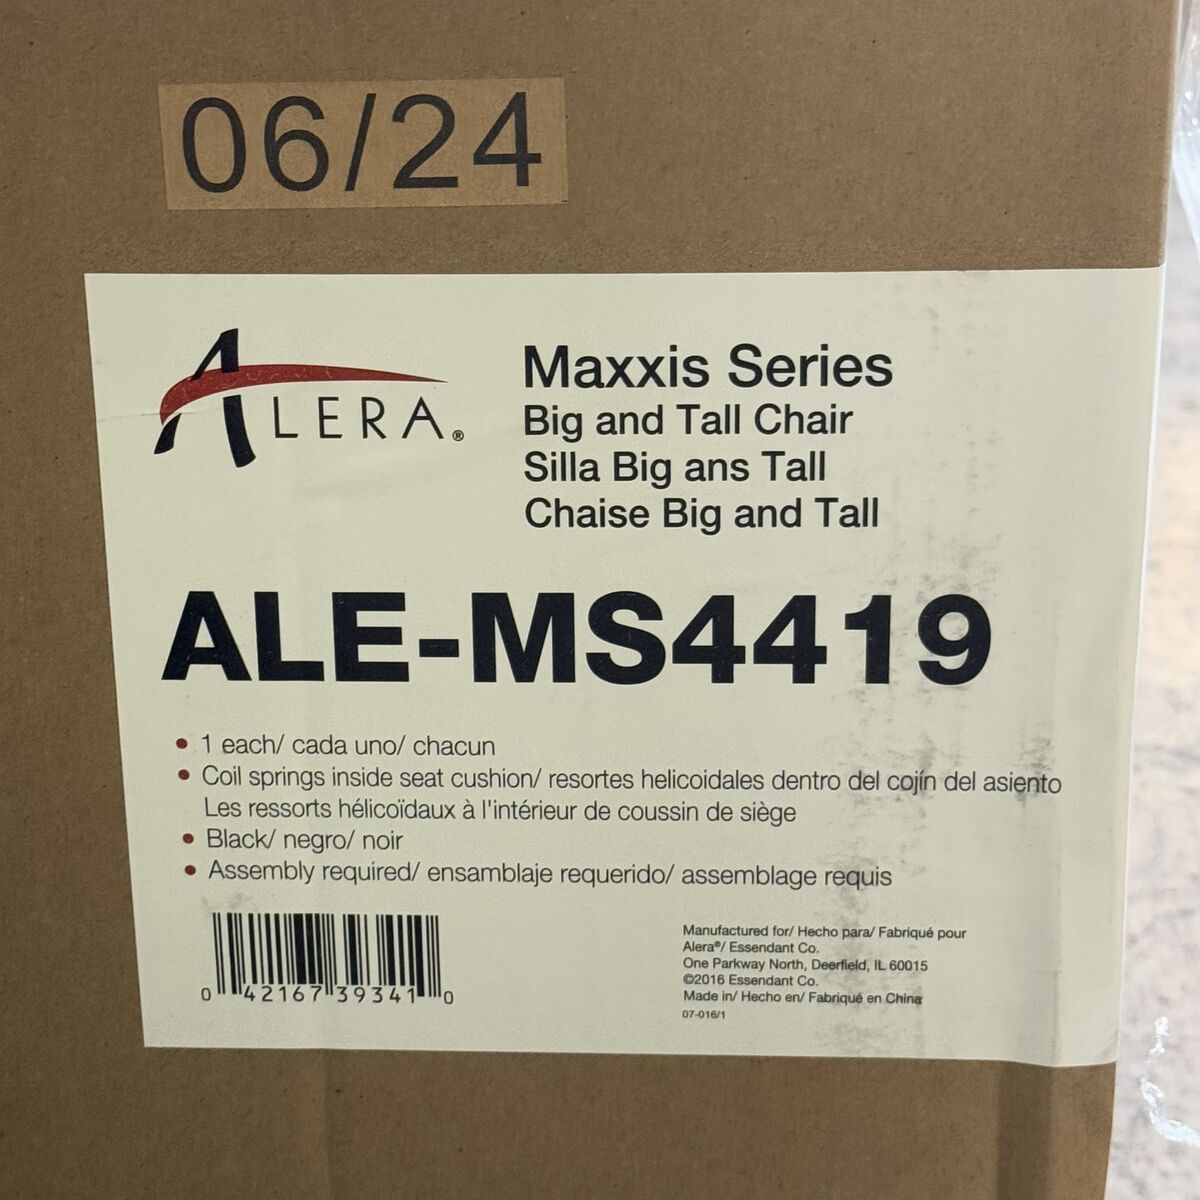 06/24
ALERA®
Maxxis Series
Big and Tall Chair
Silla Big ans Tall
Chaise Big and Tall
ALE-MS4419
• 1 each/ cada uno/ chacun
• Coil springs inside seat cushion/ resortes helicoidales dentro del cojín del asiento
Les ressorts hélicoïdaux à l'intérieur de coussin de siège
• Black/ negro/ noir
• Assembly required/ ensamblaje requerido/ assemblage requis
0 42167 39341 0
Manufactured for/ Hecho para/ Fabriqué pour
Alera®/ Essendant Co.
One Parkway North, Deerfield, IL 60015
©2016 Essendant Co.
Made in/ Hecho en/ Fabriqué en China
07-016/1